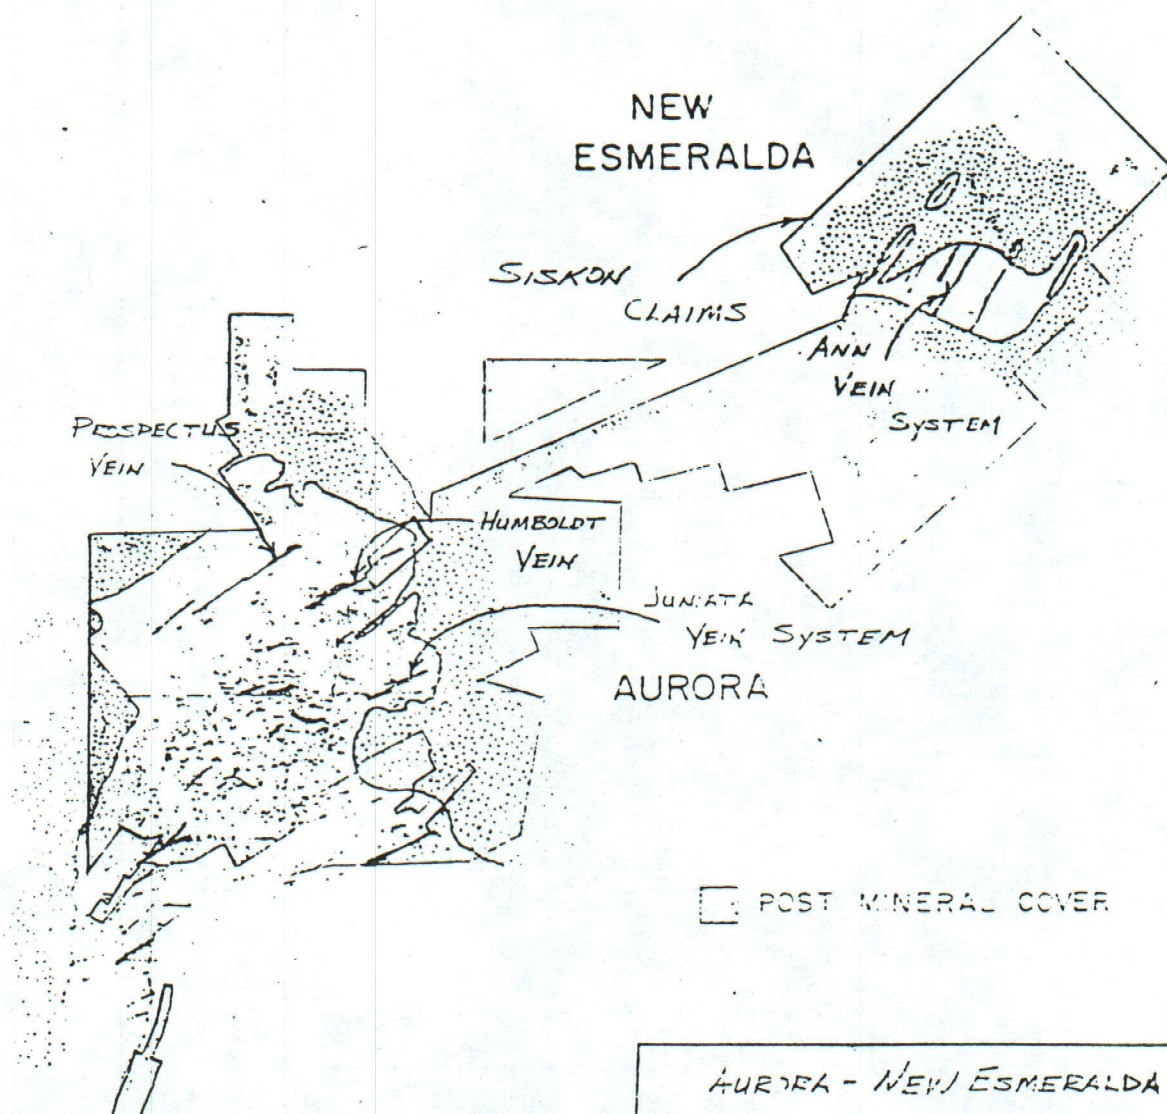 NEW
ESMERALDA
SISKON
CLAIMS
ANN
VEIN
SYSTEM
PROSPECTUS
VEIN
HUMBOLDT
VEIN
JUNIATA
VEIN SYSTEM
AURORA
POST MINERAL COVER
AURORA - NEW ESMERALDA